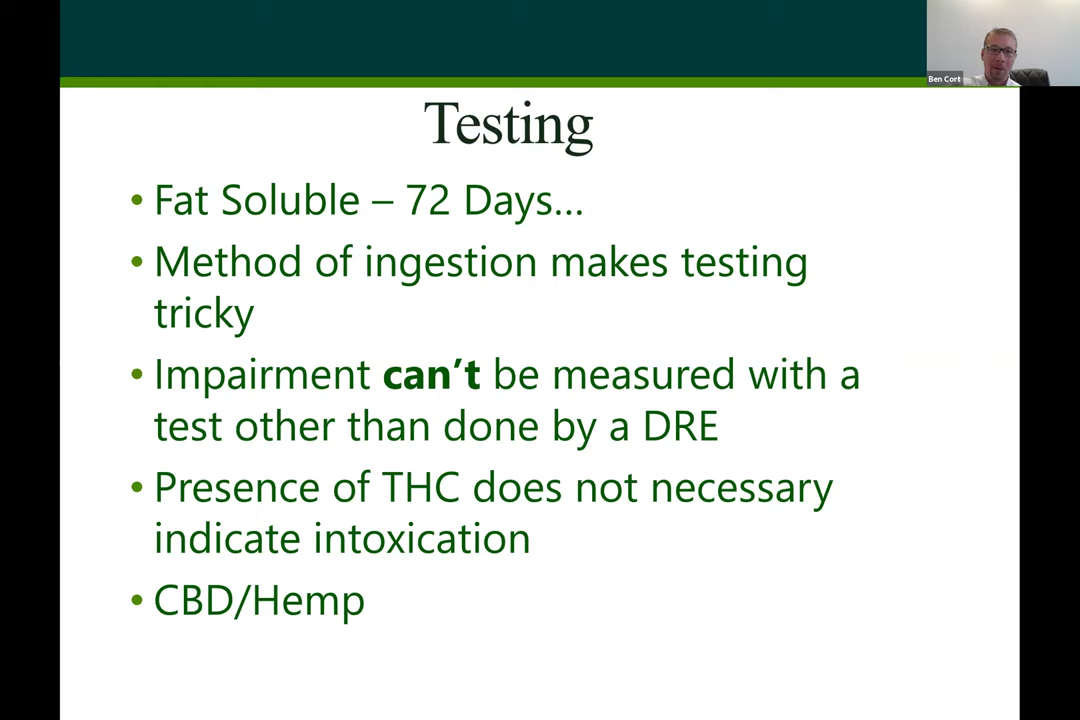 Ben Cort
Testing
• Fat Soluble – 72 Days…
• Method of ingestion makes testing
tricky
• Impairment can’t be measured with a
test other than done by a DRE
• Presence of THC does not necessary
indicate intoxication
• CBD/Hemp